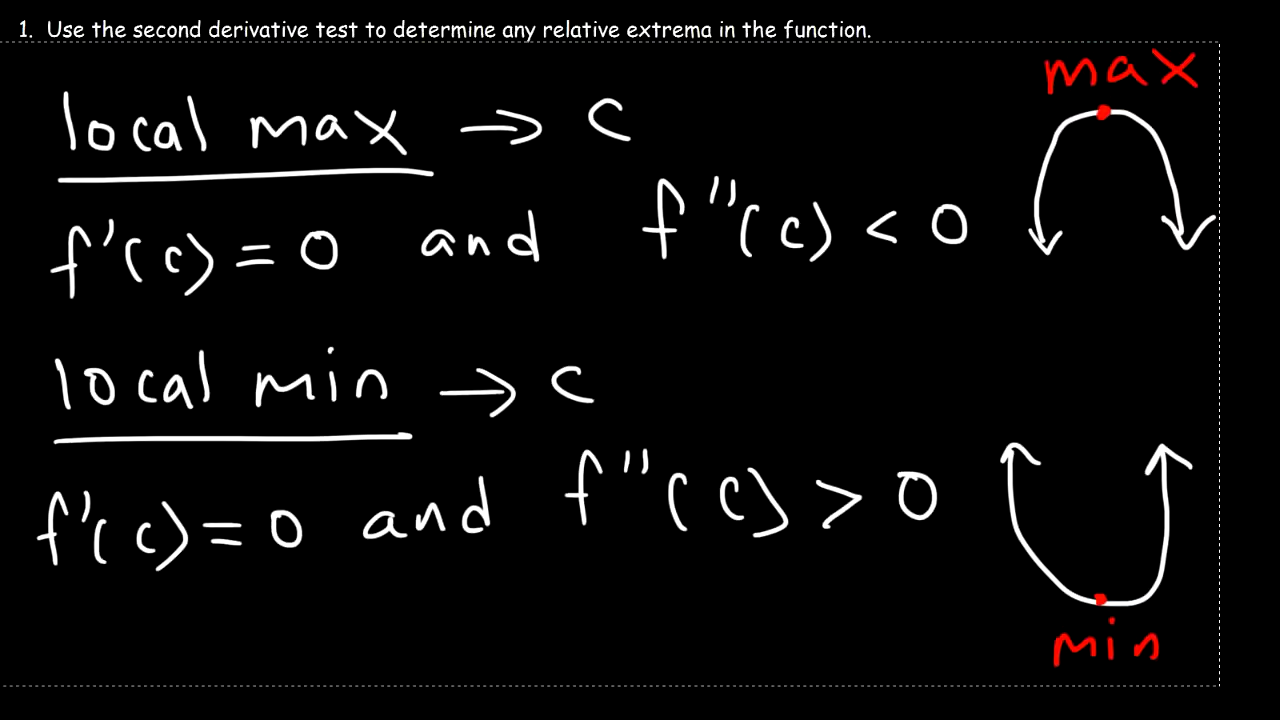 1. Use the second derivative test to determine any relative extrema in the function.
max
local max → c
f'(c) = 0 and f''(c) < 0
local min → c
f'(c) = 0 and f''(c) > 0
min